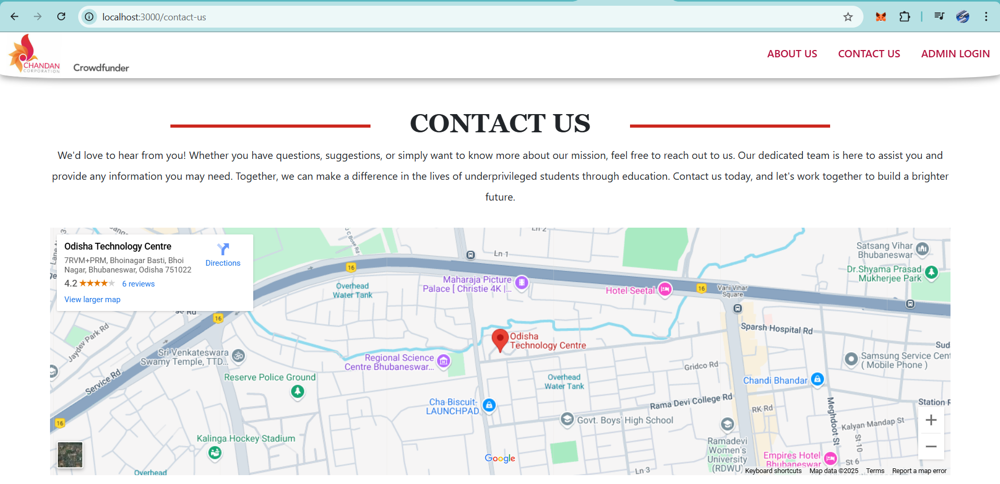 localhost:3000/contact-us
CHANDAN
CORPORATION
Crowdfunder
ABOUT US
CONTACT US
ADMIN LOGIN
CONTACT US
We'd love to hear from you! Whether you have questions, suggestions, or simply want to know more about our mission, feel free to reach out to us. Our dedicated team is here to assist you and
provide any information you may need. Together, we can make a difference in the lives of underprivileged students through education. Contact us today, and let's work together to build a brighter
future.
Odisha Technology Centre
7RVM+PRM, Bhoinagar Basti, Bhoi
Nagar, Bhubaneswar, Odisha 751022
4.2
6 reviews
View larger map
Directions
J C Bose Rd
Ln 2
Ln 1
16
Satsang Vihar
Bhubaneswar
Dr.Shyama Prasad
Mukherjee Park
Maharaja Picture
Palace [ Christie 4K |...
Overhead
Water Tank
Hotel Seetal
16
Vani Vihar
Square
16
Sparsh Hospital Rd
Jaydev Park Rd
Odisha
Technology Centre
Sri Venkateswara
Swamy Temple, TTD...
Regional Science
Centre Bhubaneswar...
Samsung Service Cent
( Mobile Phone )
Service Rd
Reserve Police Ground
Gridco Rd
Overhead
Water Tank
Chandi Bhandar
Cha Biscuit-
LAUNCHPAD
Rama Devi College Rd
Station R
RK Rd
Meghdoot St
16
Govt. Boys' High School
Kalyan Mandap St
Kalinga Hockey Stadium
Ramadevi
Women's
University
(RDWU)
St 10
Empires Hotel
Bhubaneswar
St 6
Google
Overhead
Ln 3
Keyboard shortcuts
Map data ©2025
Terms
Report a map error